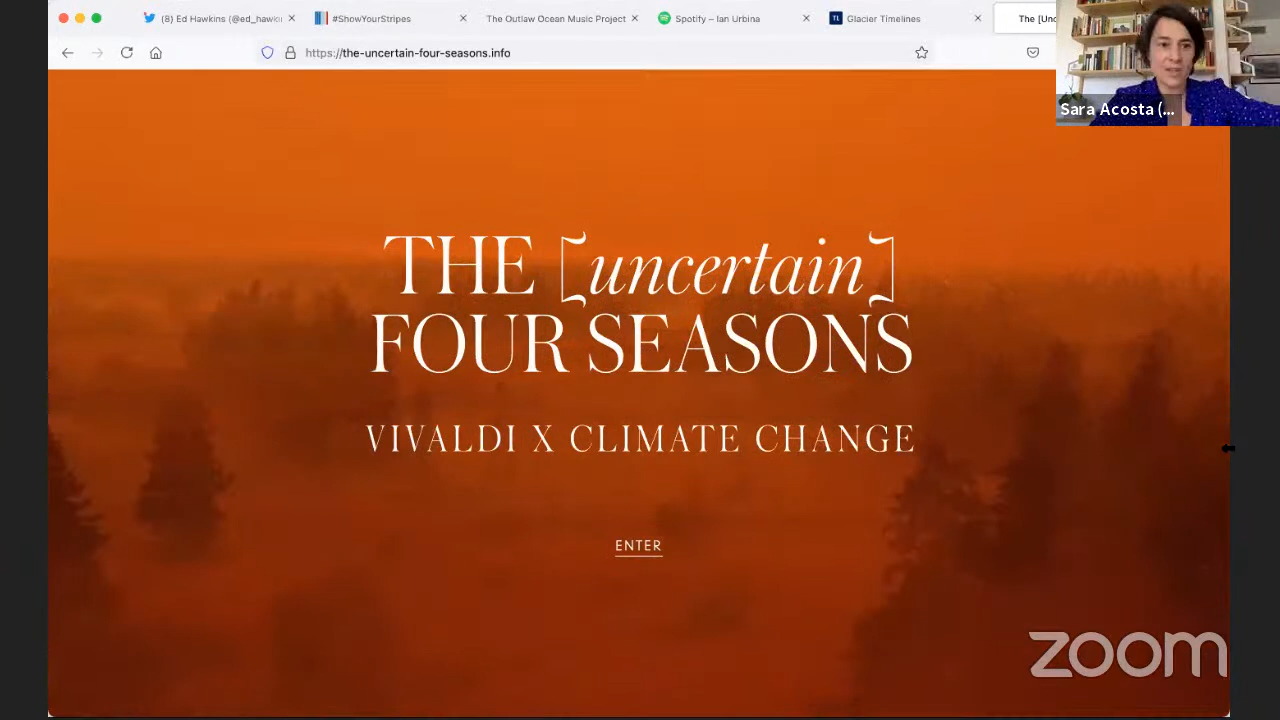 (8) Ed Hawkins (@ed_hawki
#ShowYourStripes
The Outlaw Ocean Music Project
Spotify – Ian Urbina
Glacier Timelines
The [Unc
https://the-uncertain-four-seasons.info
Sara Acosta (...
THE [uncertain]
FOUR SEASONS
VIVALDI X CLIMATE CHANGE
ENTER
zoom